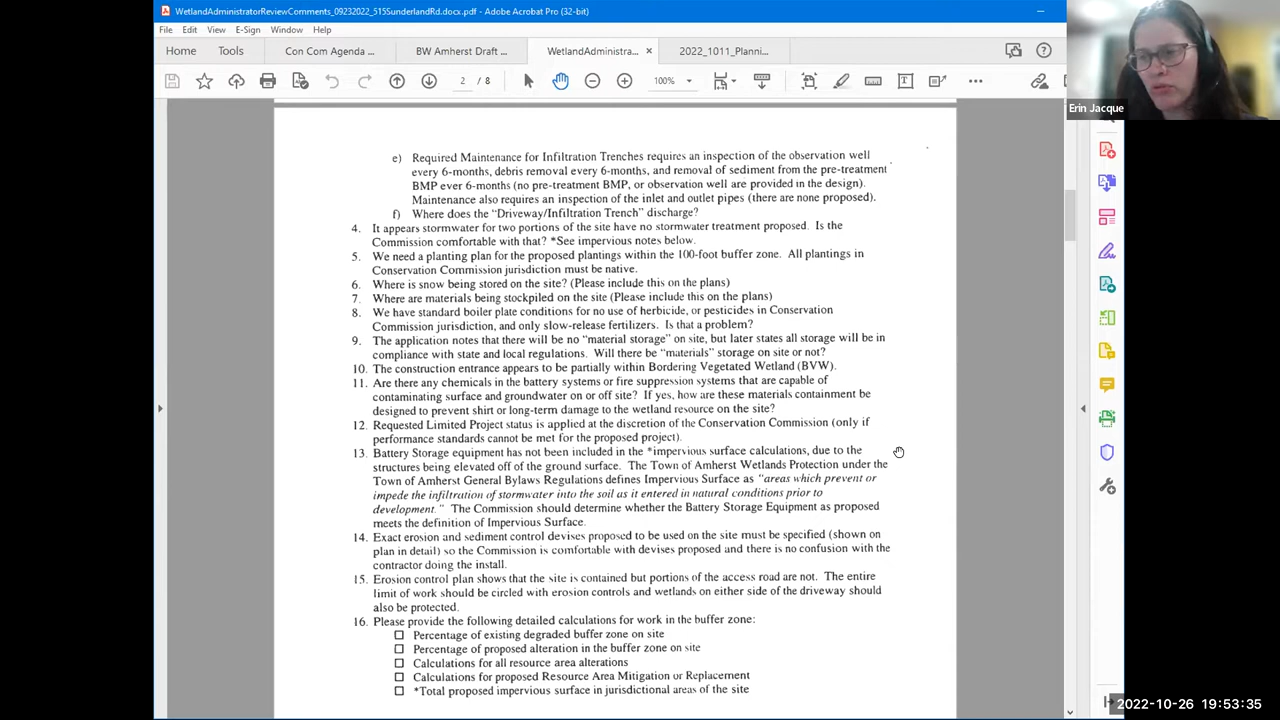 WetlandAdministratorReviewComments_09232022_515SunderlandRd.docx.pdf - Adobe Acrobat Pro (32-bit)
File Edit View E-Sign Window Help
Home Tools Con Com Agenda ... BW Amherst Draft ... WetlandAdministra... 2022_1011_Planni...
2 / 8 100%
Erin Jacque
e) Required Maintenance for Infiltration Trenches requires an inspection of the observation well
every 6-months, debris removal every 6-months, and removal of sediment from the pre-treatment
BMP ever 6-months (no pre-treatment BMP, or observation well are provided in the design).
Maintenance also requires an inspection of the inlet and outlet pipes (there are none proposed).
f) Where does the "Driveway/Infiltration Trench" discharge?
4. It appears stormwater for two portions of the site have no stormwater treatment proposed. Is the
Commission comfortable with that? *See impervious notes below.
5. We need a planting plan for the proposed plantings within the 100-foot buffer zone. All plantings in
Conservation Commission jurisdiction must be native.
6. Where is snow being stored on the site? (Please include this on the plans)
7. Where are materials being stockpiled on the site (Please include this on the plans)
8. We have standard boiler plate conditions for no use of herbicide, or pesticides in Conservation
Commission jurisdiction, and only slow-release fertilizers. Is that a problem?
9. The application notes that there will be no "material storage" on site, but later states all storage will be in
compliance with state and local regulations. Will there be "materials" storage on site or not?
10. The construction entrance appears to be partially within Bordering Vegetated Wetland (BVW).
11. Are there any chemicals in the battery systems or fire suppression systems that are capable of
contaminating surface and groundwater on or off site? If yes, how are these materials containment be
designed to prevent shirt or long-term damage to the wetland resource on the site?
12. Requested Limited Project status is applied at the discretion of the Conservation Commission (only if
performance standards cannot be met for the proposed project).
13. Battery Storage equipment has not been included in the *impervious surface calculations, due to the
structures being elevated off of the ground surface. The Town of Amherst Wetlands Protection under the
Town of Amherst General Bylaws Regulations defines Impervious Surface as "areas which prevent or
impede the infiltration of stormwater into the soil as it entered in natural conditions prior to
development." The Commission should determine whether the Battery Storage Equipment as proposed
meets the definition of Impervious Surface.
14. Exact erosion and sediment control devises proposed to be used on the site must be specified (shown on
plan in detail) so the Commission is comfortable with devises proposed and there is no confusion with the
contractor doing the install.
15. Erosion control plan shows that the site is contained but portions of the access road are not. The entire
limit of work should be circled with erosion controls and wetlands on either side of the driveway should
also be protected.
16. Please provide the following detailed calculations for work in the buffer zone:
☐ Percentage of existing degraded buffer zone on site
☐ Percentage of proposed alteration in the buffer zone on site
☐ Calculations for all resource area alterations
☐ Calculations for proposed Resource Area Mitigation or Replacement
☐ *Total proposed impervious surface in jurisdictional areas of the site
2022-10-26 19:53:35